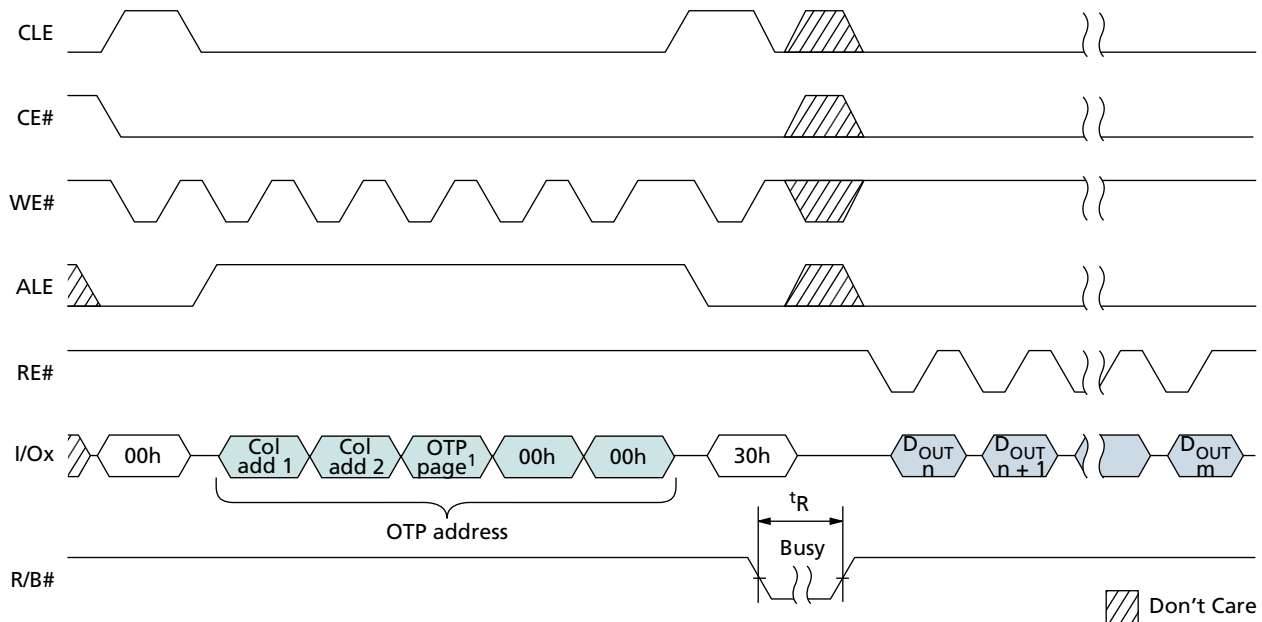 CLE
CE#
WE#
ALE
RE#
I/Ox
00h
Col
add 1
Col
add 2
OTP
page1
00h
00h
30h
DOUT
n
DOUT
n + 1
DOUT
m
OTP address
tR
Busy
R/B#
Don't Care